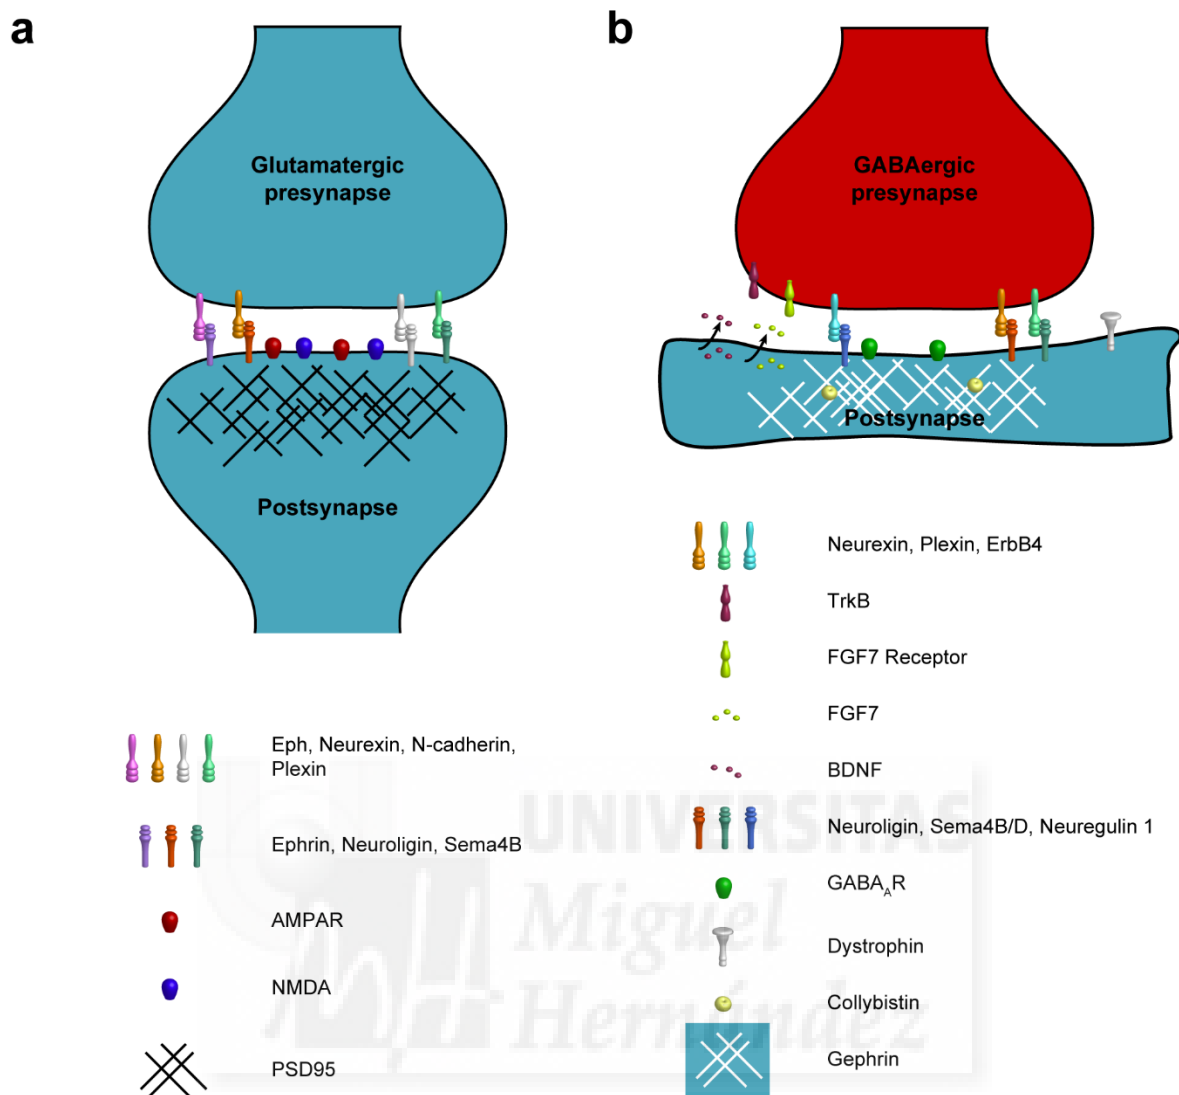 a
Glutamatergic
presynapse
Postsynapse
Eph, Neurexin, N-cadherin,
Plexin
Ephrin, Neuroligin, Sema4B
AMPAR
NMDA
PSD95
b
GABAergic
presynapse
Postsynapse
Neurexin, Plexin, ErbB4
TrkB
FGF7 Receptor
FGF7
BDNF
Neuroligin, Sema4B/D, Neuregulin 1
GABAAR
Dystrophin
Collybistin
Gephrin
UNIVERSITAS
Miguel
Hernández